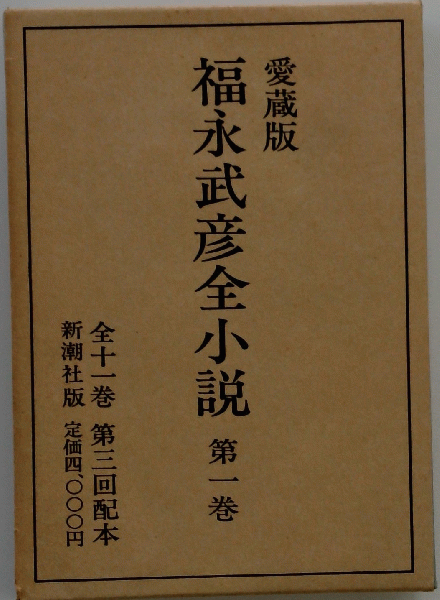 愛蔵版
福永武彦全小説 第一巻
全十一巻 第三回配本
新潮社版 定価四、〇〇〇円